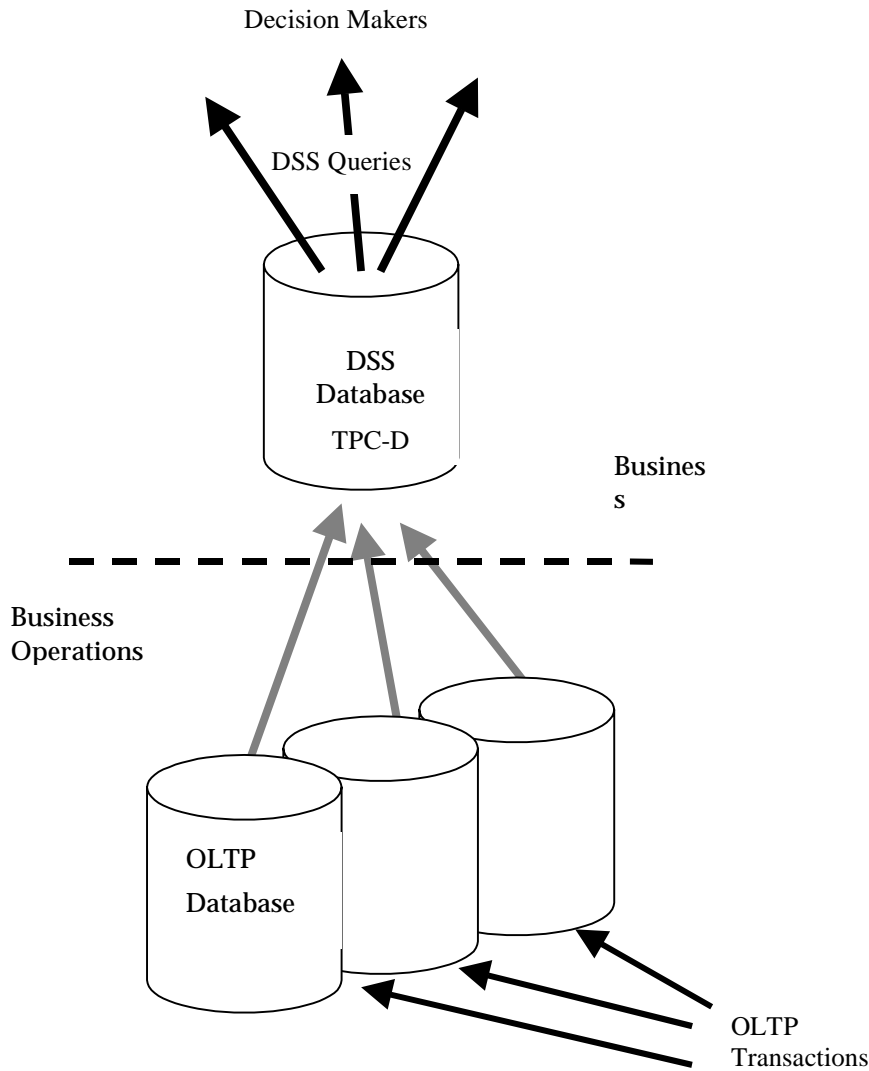 Decision Makers
DSS Queries
DSS
Database
TPC-D
Busines
s
Business
Operations
OLTP
Database
OLTP
Transactions